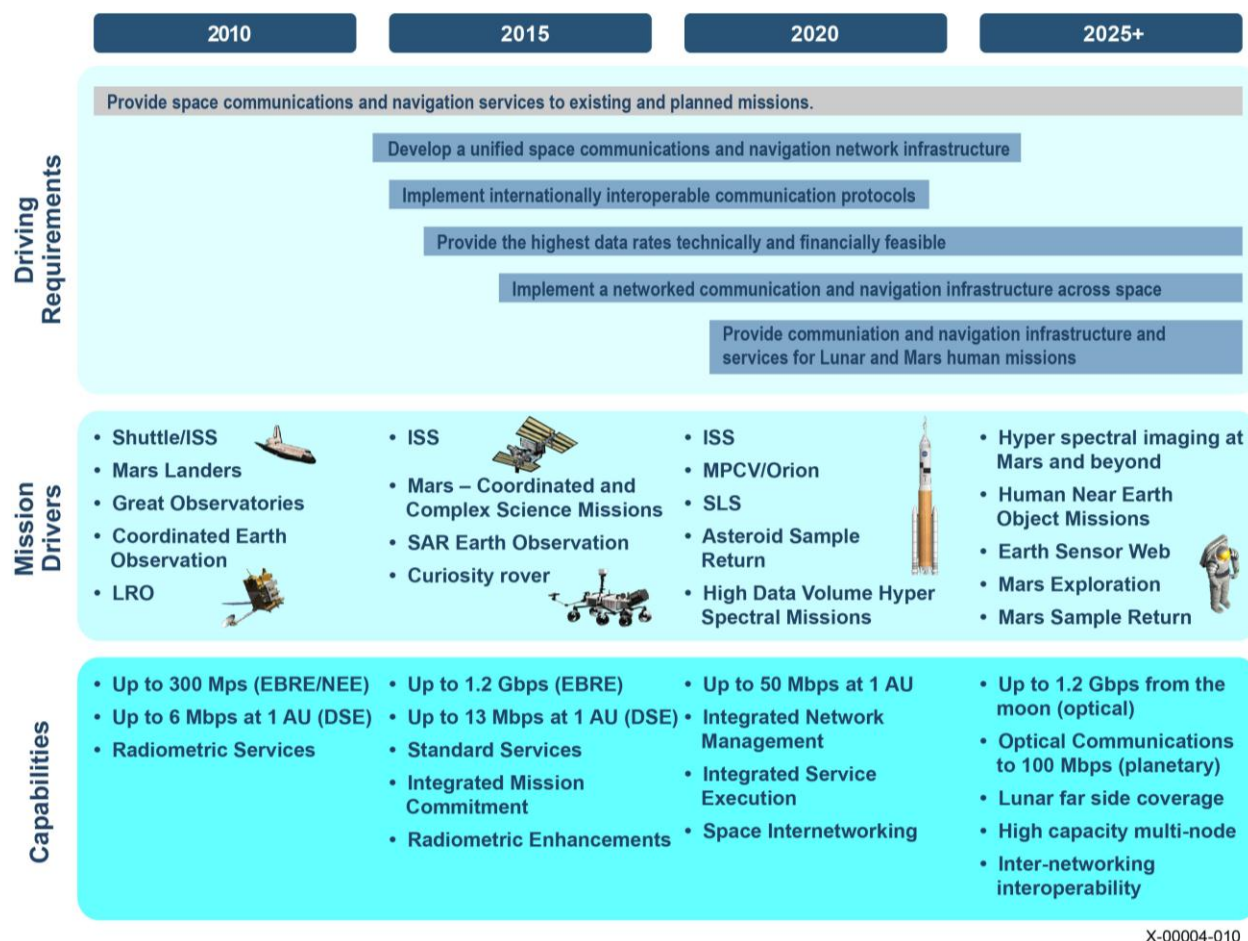 2010
2015
2020
2025+
Driving
Requirements
Provide space communications and navigation services to existing and planned missions.
Develop a unified space communications and navigation network infrastructure
Implement internationally interoperable communication protocols
Provide the highest data rates technically and financially feasible
Implement a networked communication and navigation infrastructure across space
Provide communiation and navigation infrastructure and
services for Lunar and Mars human missions
Mission
Drivers
• Shuttle/ISS
• Mars Landers
• Great Observatories
• Coordinated Earth
Observation
• LRO
• ISS
• Mars – Coordinated and
Complex Science Missions
• SAR Earth Observation
• Curiosity rover
• ISS
• MPCV/Orion
• SLS
• Asteroid Sample
Return
• High Data Volume Hyper
Spectral Missions
• Hyper spectral imaging at
Mars and beyond
• Human Near Earth
Object Missions
• Earth Sensor Web
• Mars Exploration
• Mars Sample Return
Capabilities
• Up to 300 Mps (EBRE/NEE)
• Up to 6 Mbps at 1 AU (DSE)
• Radiometric Services
• Up to 1.2 Gbps (EBRE)
• Up to 13 Mbps at 1 AU (DSE)
• Standard Services
• Integrated Mission
Commitment
• Radiometric Enhancements
• Up to 50 Mbps at 1 AU
• Integrated Network
Management
• Integrated Service
Execution
• Space Internetworking
• Up to 1.2 Gbps from the
moon (optical)
• Optical Communications
to 100 Mbps (planetary)
• Lunar far side coverage
• High capacity multi-node
• Inter-networking
interoperability
X-00004-010